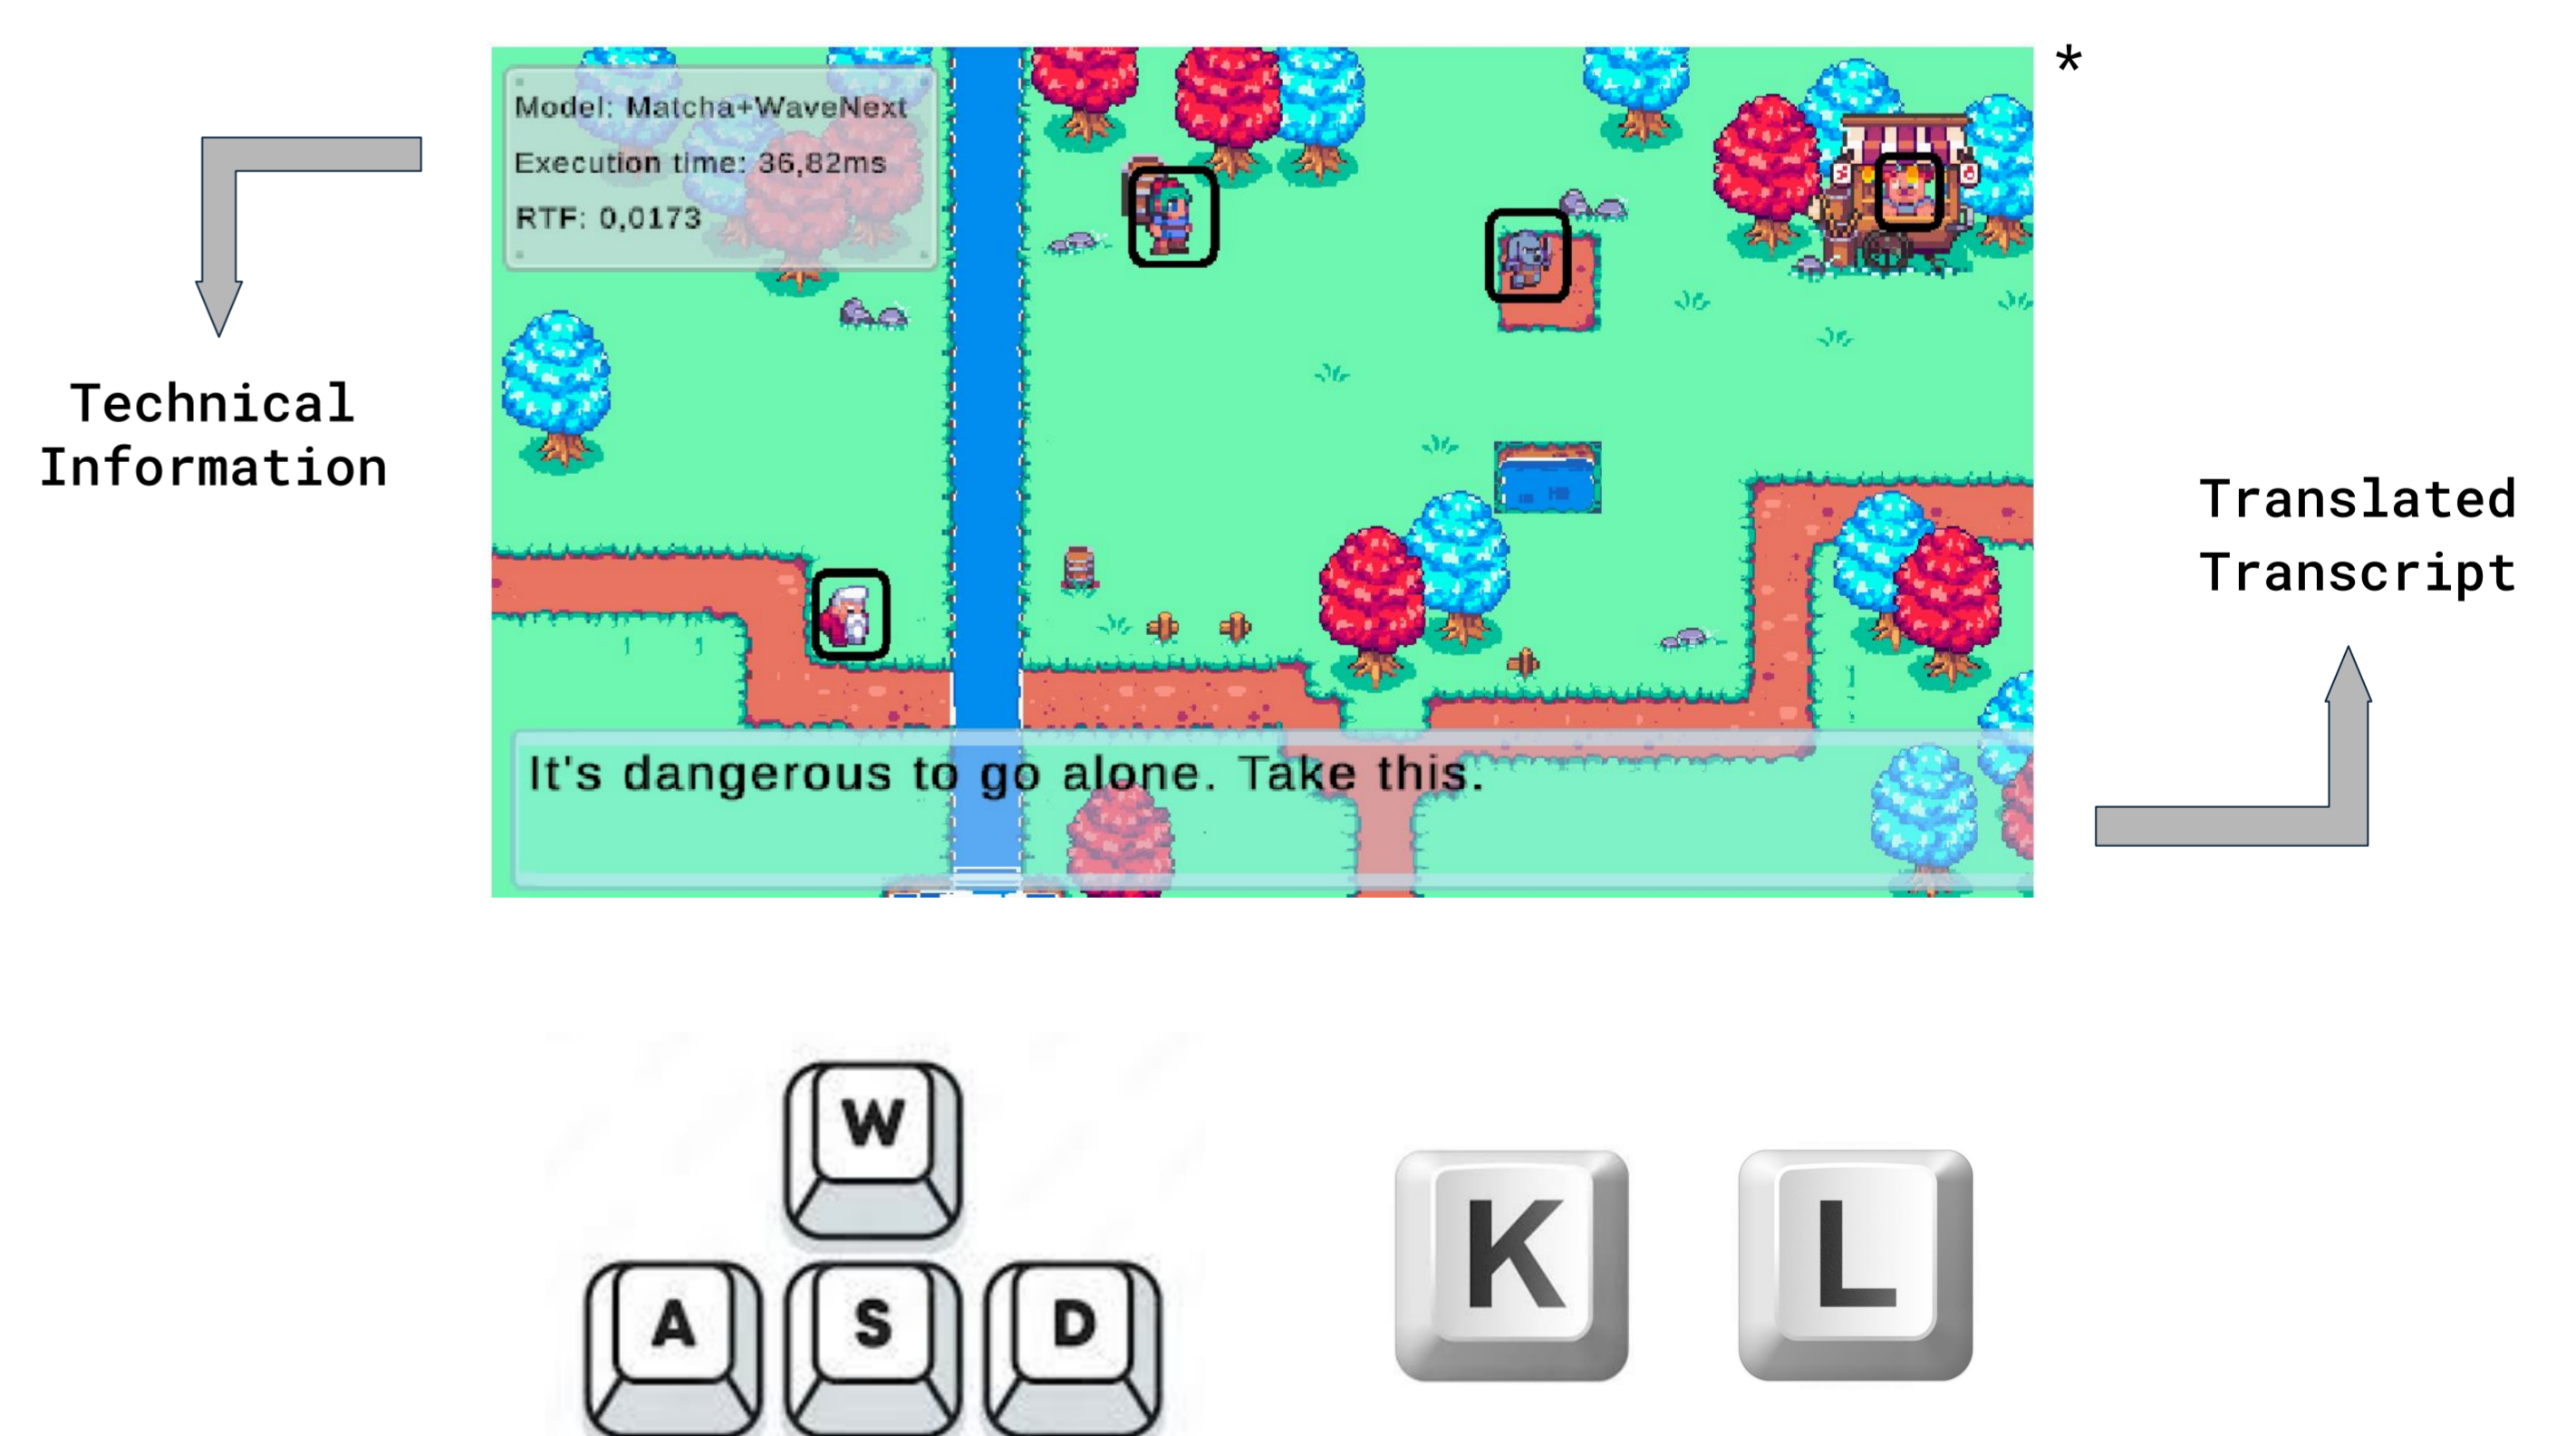 *
Model: Matcha+WaveNext
Execution time: 36,82ms
RTF: 0,0173
Technical
Information
Translated
Transcript
It's dangerous to go alone. Take this.
W
A S D
K L